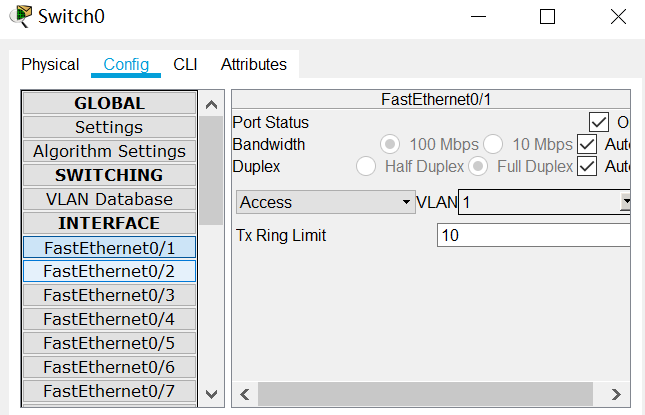 Switch0
Physical Config CLI Attributes
GLOBAL
Settings
Algorithm Settings
SWITCHING
VLAN Database
INTERFACE
FastEthernet0/1
FastEthernet0/2
FastEthernet0/3
FastEthernet0/4
FastEthernet0/5
FastEthernet0/6
FastEthernet0/7
FastEthernet0/1
Port Status O
Bandwidth 100 Mbps 10 Mbps Aut
Duplex Half Duplex Full Duplex Aut
Access VLAN 1
Tx Ring Limit 10